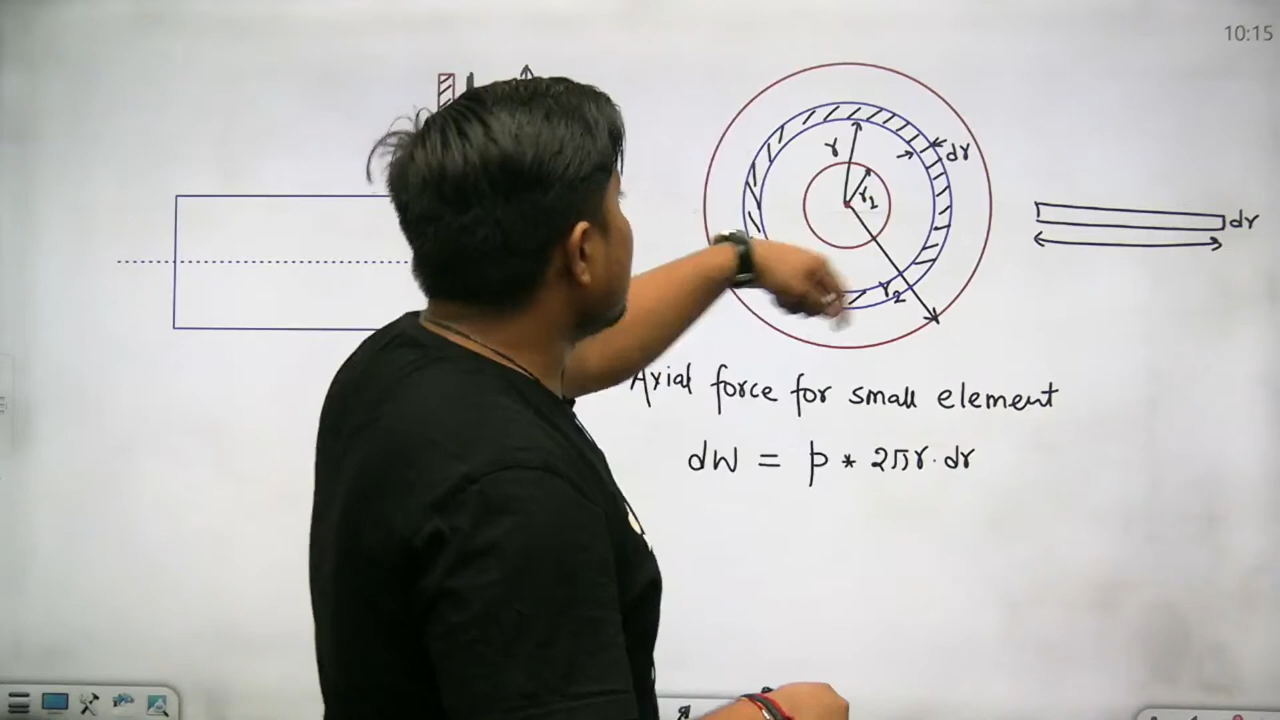 10:15
r
dr
r₁
r₂
dr
Axial force for small element
dW = p * 2πr·dr